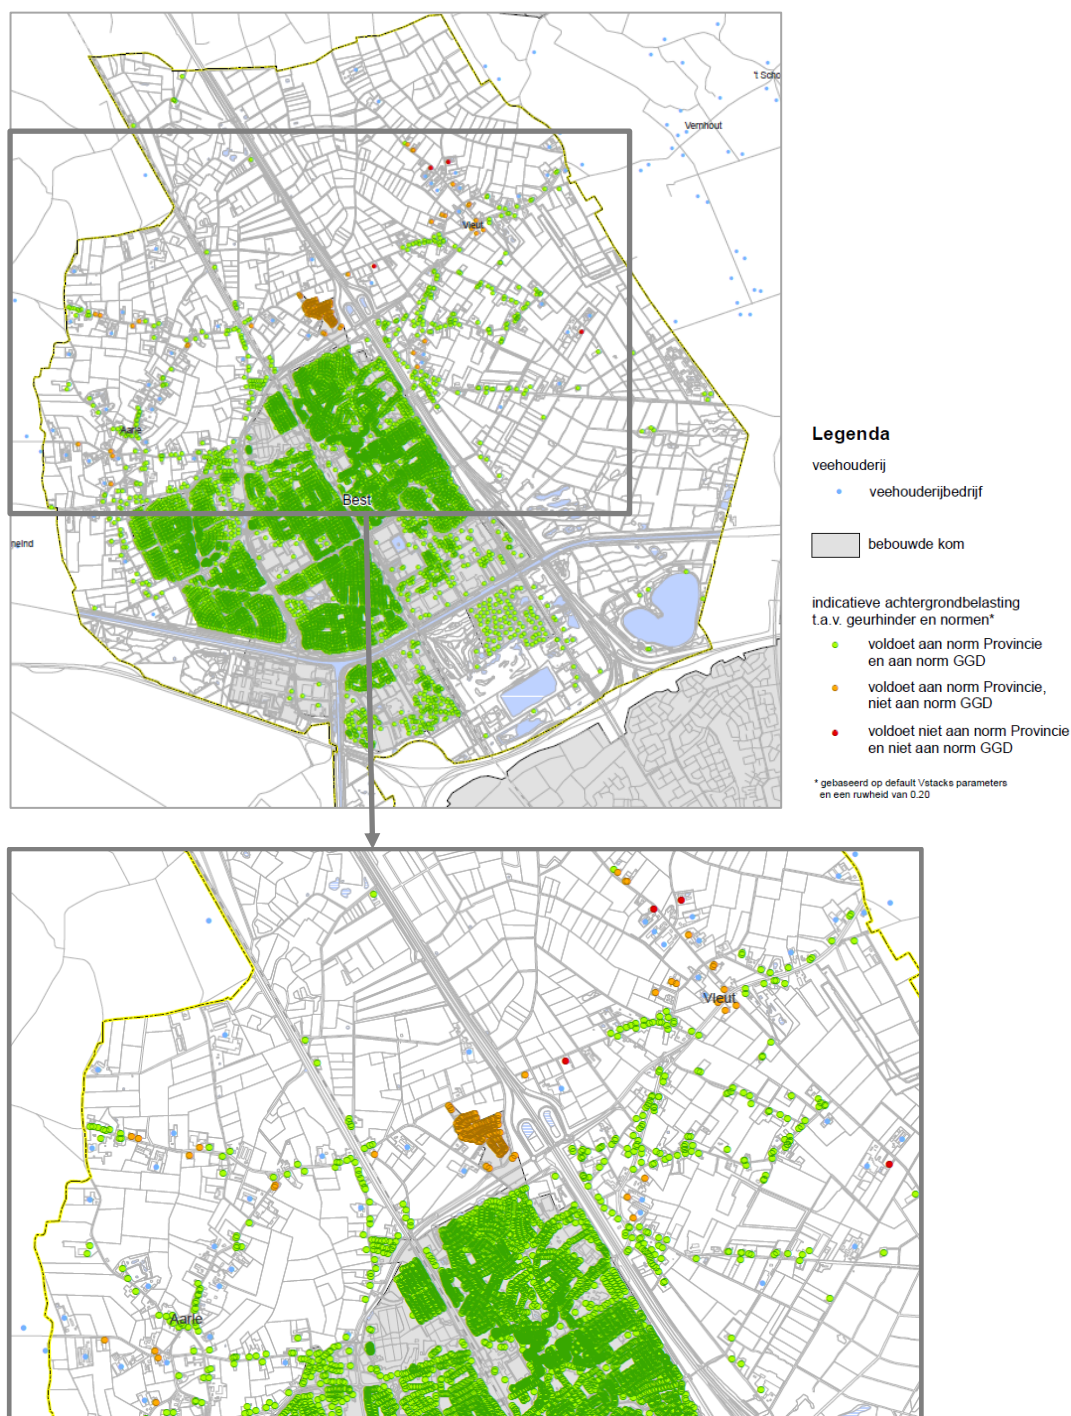 't Scho
Vernhout
Vleut
Aarle
Best
neind
Legenda
veehouderij
veehouderijbedrijf
bebouwde kom
indicatieve achtergrondbelasting
t.a.v. geurhinder en normen*
voldoet aan norm Provincie
en aan norm GGD
voldoet aan norm Provincie,
niet aan norm GGD
voldoet niet aan norm Provincie
en niet aan norm GGD
* gebaseerd op default Vstacks parameters
en een ruwheid van 0.20
Vleut
Aarle